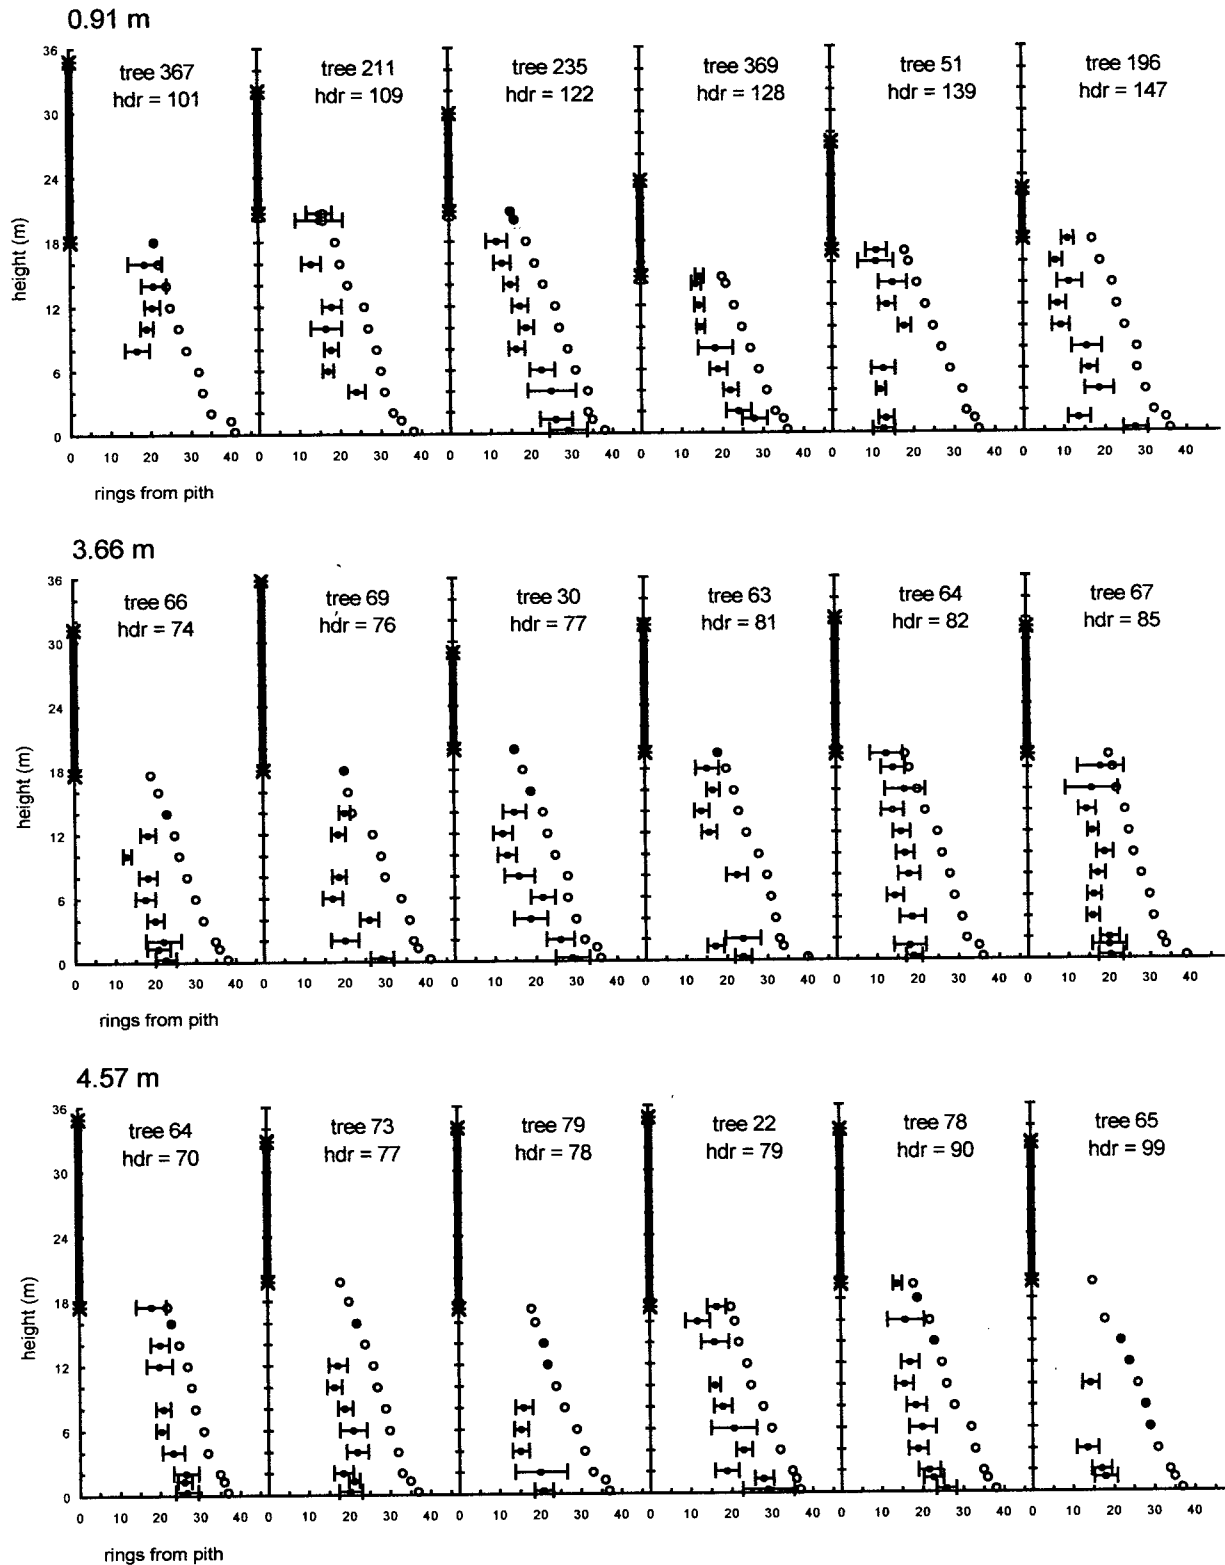 0.91 m
tree 367 tree 211 tree 235 tree 369 tree 51 tree 196
hdr = 101 hdr = 109 hdr = 122 hdr = 128 hdr = 139 hdr = 147
36
30
24
18
12
6
0
height (m)
0 10 20 30 40 0 10 20 30 40 0 10 20 30 40 0 10 20 30 40 0 10 20 30 40 0 10 20 30 40
rings from pith
3.66 m
tree 66 tree 69 tree 30 tree 63 tree 64 tree 67
hdr = 74 hdr = 76 hdr = 77 hdr = 81 hdr = 82 hdr = 85
36
30
24
18
12
6
0
height (m)
0 10 20 30 40 0 10 20 30 40 0 10 20 30 40 0 10 20 30 40 0 10 20 30 40 0 10 20 30 40
rings from pith
4.57 m
tree 64 tree 73 tree 79 tree 22 tree 78 tree 65
hdr = 70 hdr = 77 hdr = 78 hdr = 79 hdr = 90 hdr = 99
36
30
24
18
12
6
0
height (m)
0 10 20 30 40 0 10 20 30 40 0 10 20 30 40 0 10 20 30 40 0 10 20 30 40 0 10 20 30 40
rings from pith